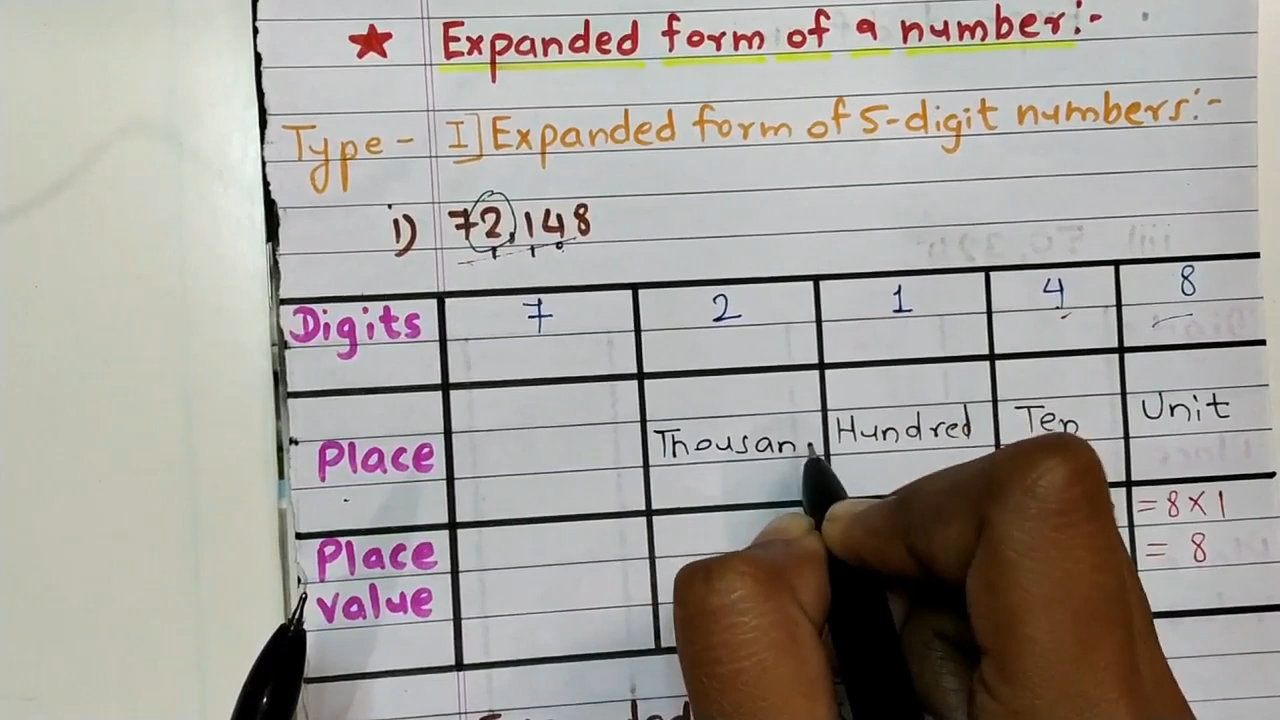 ★ Expanded form of a number:-
Type - I] Expanded form of 5-digit numbers:-
i) 72,148
Digits 7 2 1 4 8
Place Thousan Hundred Ten Unit
Place value
= 8 × 1
= 8